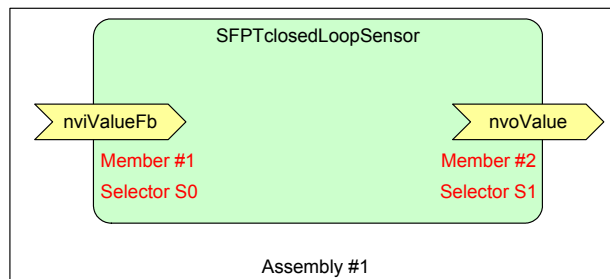 SFPTclosedLoopSensor
nviValueFb
nvoValue
Member #1
Member #2
Selector S0
Selector S1
Assembly #1